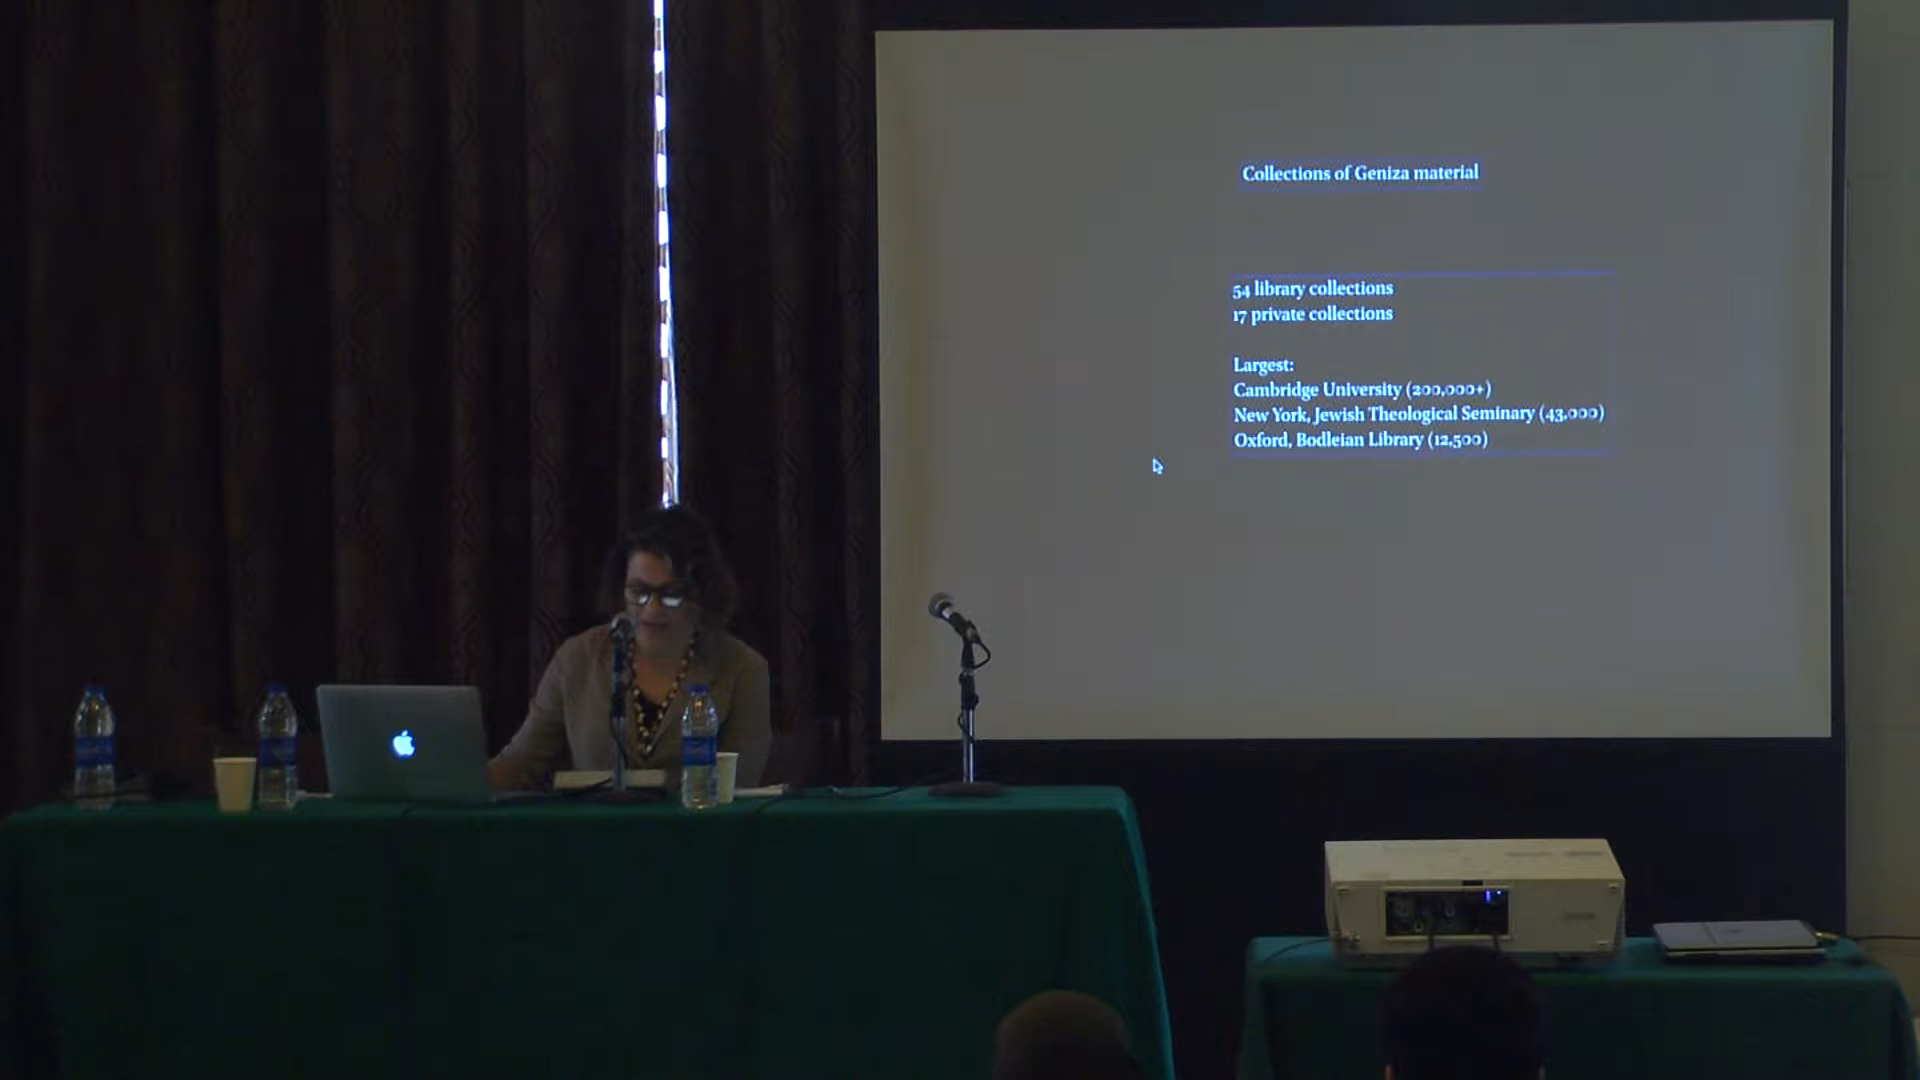 Collections of Geniza material
54 library collections
17 private collections
Largest:
Cambridge University (200,000+)
New York, Jewish Theological Seminary (43,000)
Oxford, Bodleian Library (12,500)